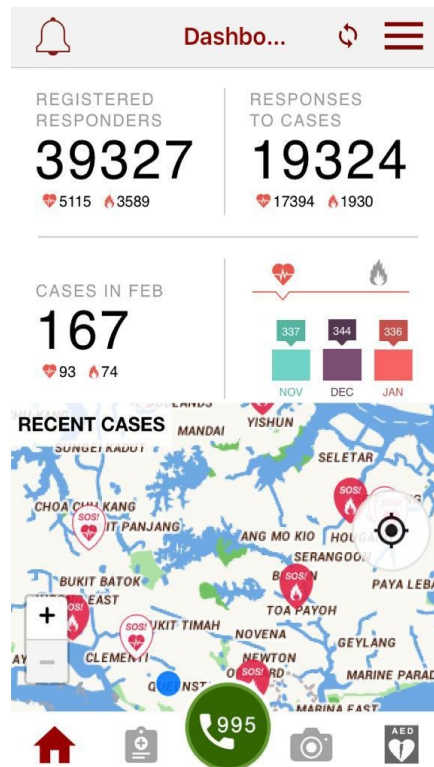 Dashbo...
REGISTERED RESPONDERS
39327
5115 3589
RESPONSES TO CASES
19324
17394 1930
CASES IN FEB
167
93 74
337 344 336
NOV DEC JAN
RECENT CASES
MANDAI
YISHUN
SUNGEI KADUT
SELETAR
SOS!
CHOA CHU KANG
SOS!
IT PANJANG
ANG MO KIO
SERANGOON
BUKIT BATOK
SOS!
PAYA LEBA
EAST
TOA PAYOH
+
SOS!
UKIT TIMAH
NOVENA
GEYLANG
−
CLEMENTI
NEWTON
SOS!
MARINE PARAD
MARINA EAST
995
AED